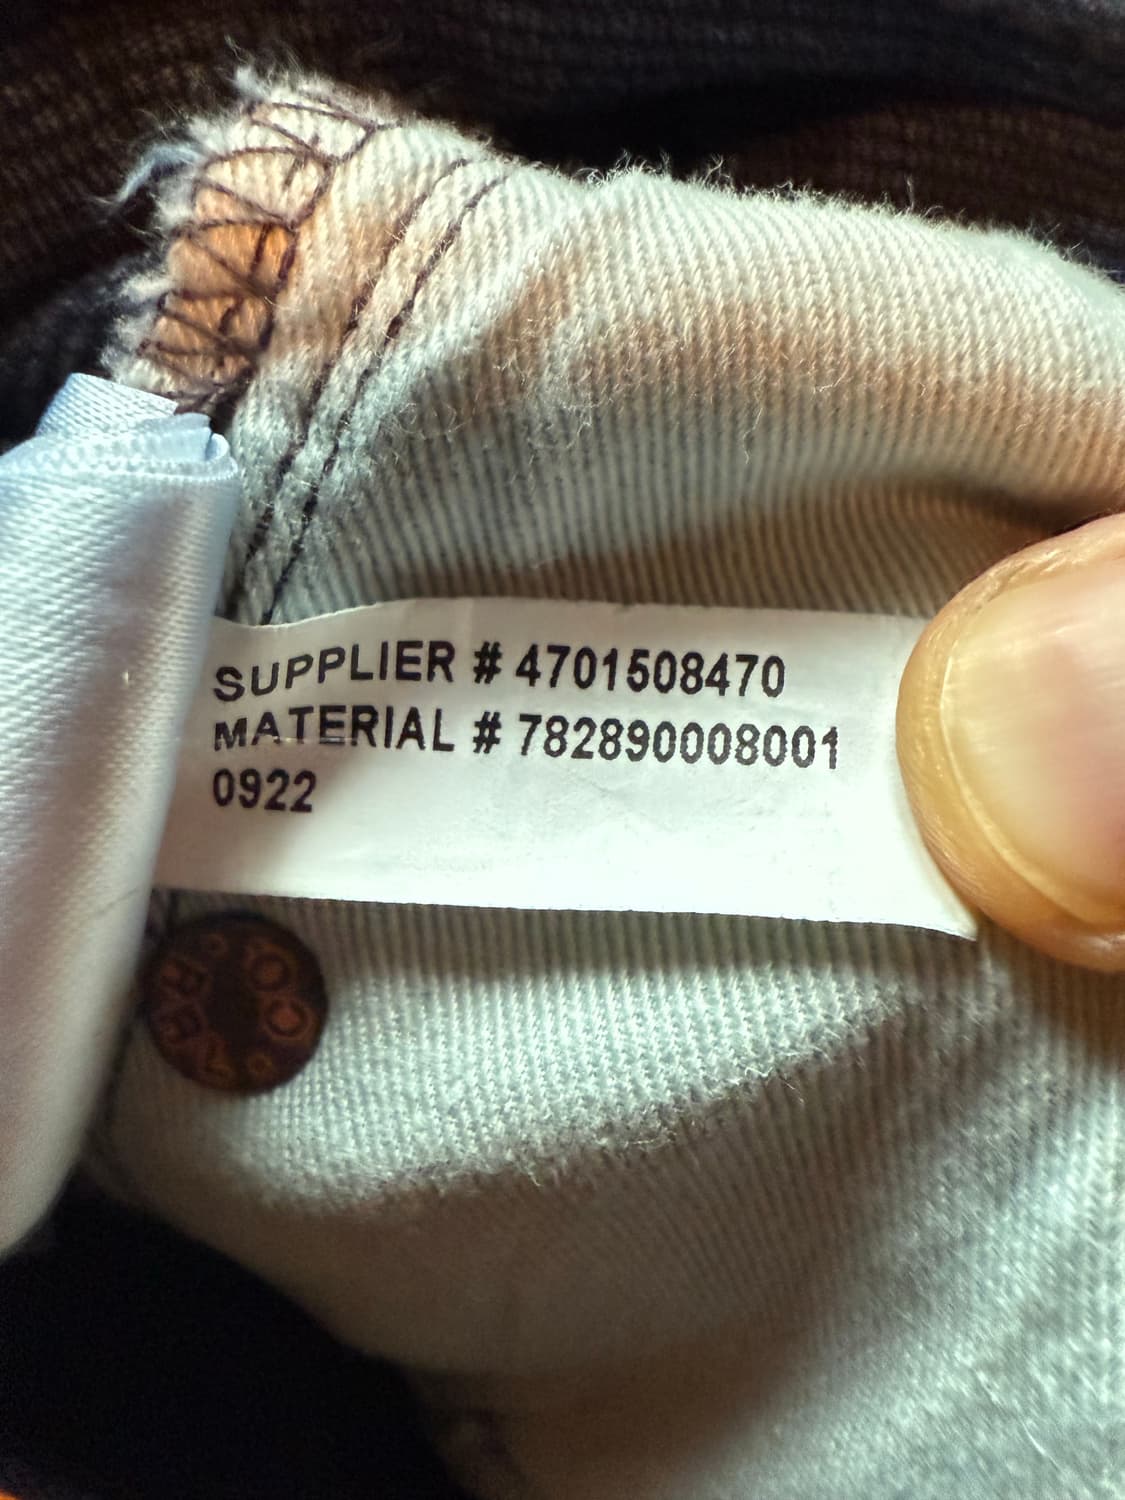 SUPPLIER # 4701508470
MATERIAL # 782890008001
0922